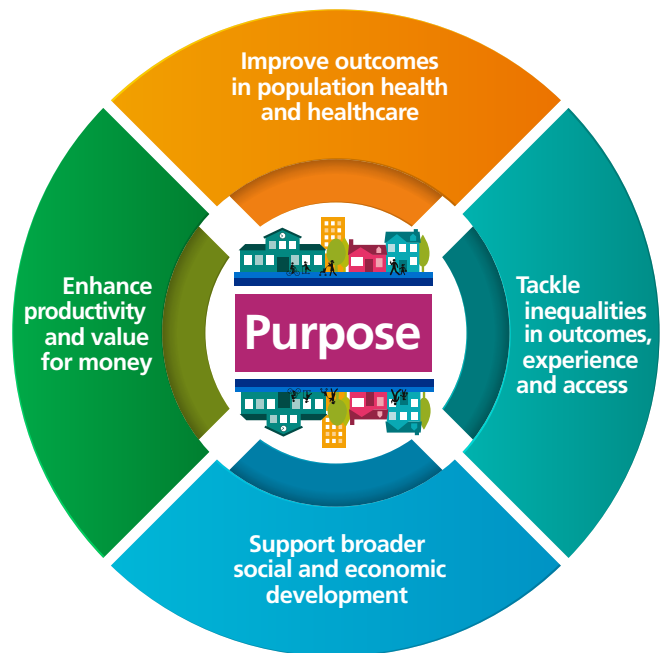 Improve outcomes
in population health
and healthcare
Tackle
inequalities
in outcomes,
experience
and access
Support broader
social and economic
development
Enhance
productivity
and value
for money
Purpose